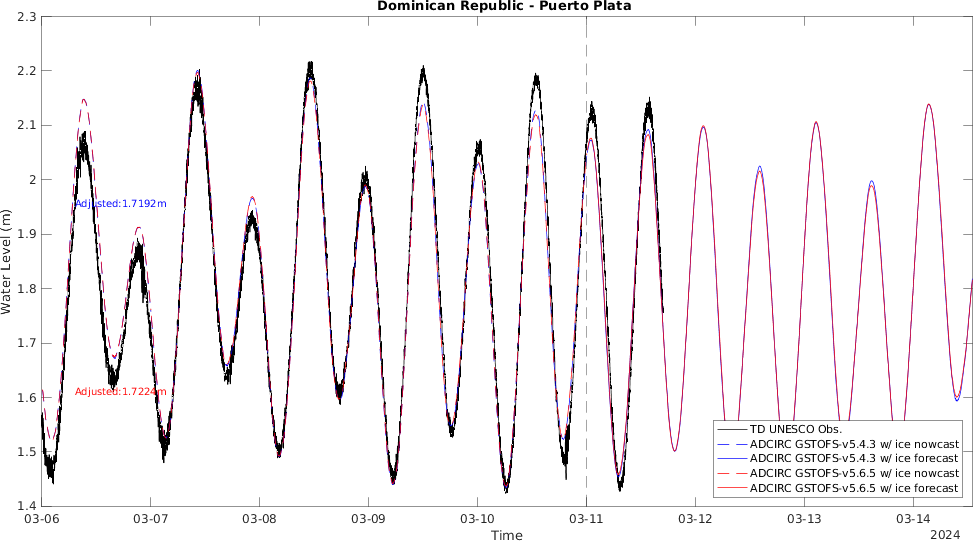 Dominican Republic - Puerto Plata
2.3
2.2
2.1
2
1.9
1.8
1.7
1.6
1.5
1.4
Water Level (m)
Adjusted:1.7192m
Adjusted:1.7224m
TD UNESCO Obs.
ADCIRC GSTOFS-v5.4.3 w/ ice nowcast
ADCIRC GSTOFS-v5.4.3 w/ ice forecast
ADCIRC GSTOFS-v5.6.5 w/ ice nowcast
ADCIRC GSTOFS-v5.6.5 w/ ice forecast
03-06 03-07 03-08 03-09 03-10 03-11 03-12 03-13 03-14
Time
2024